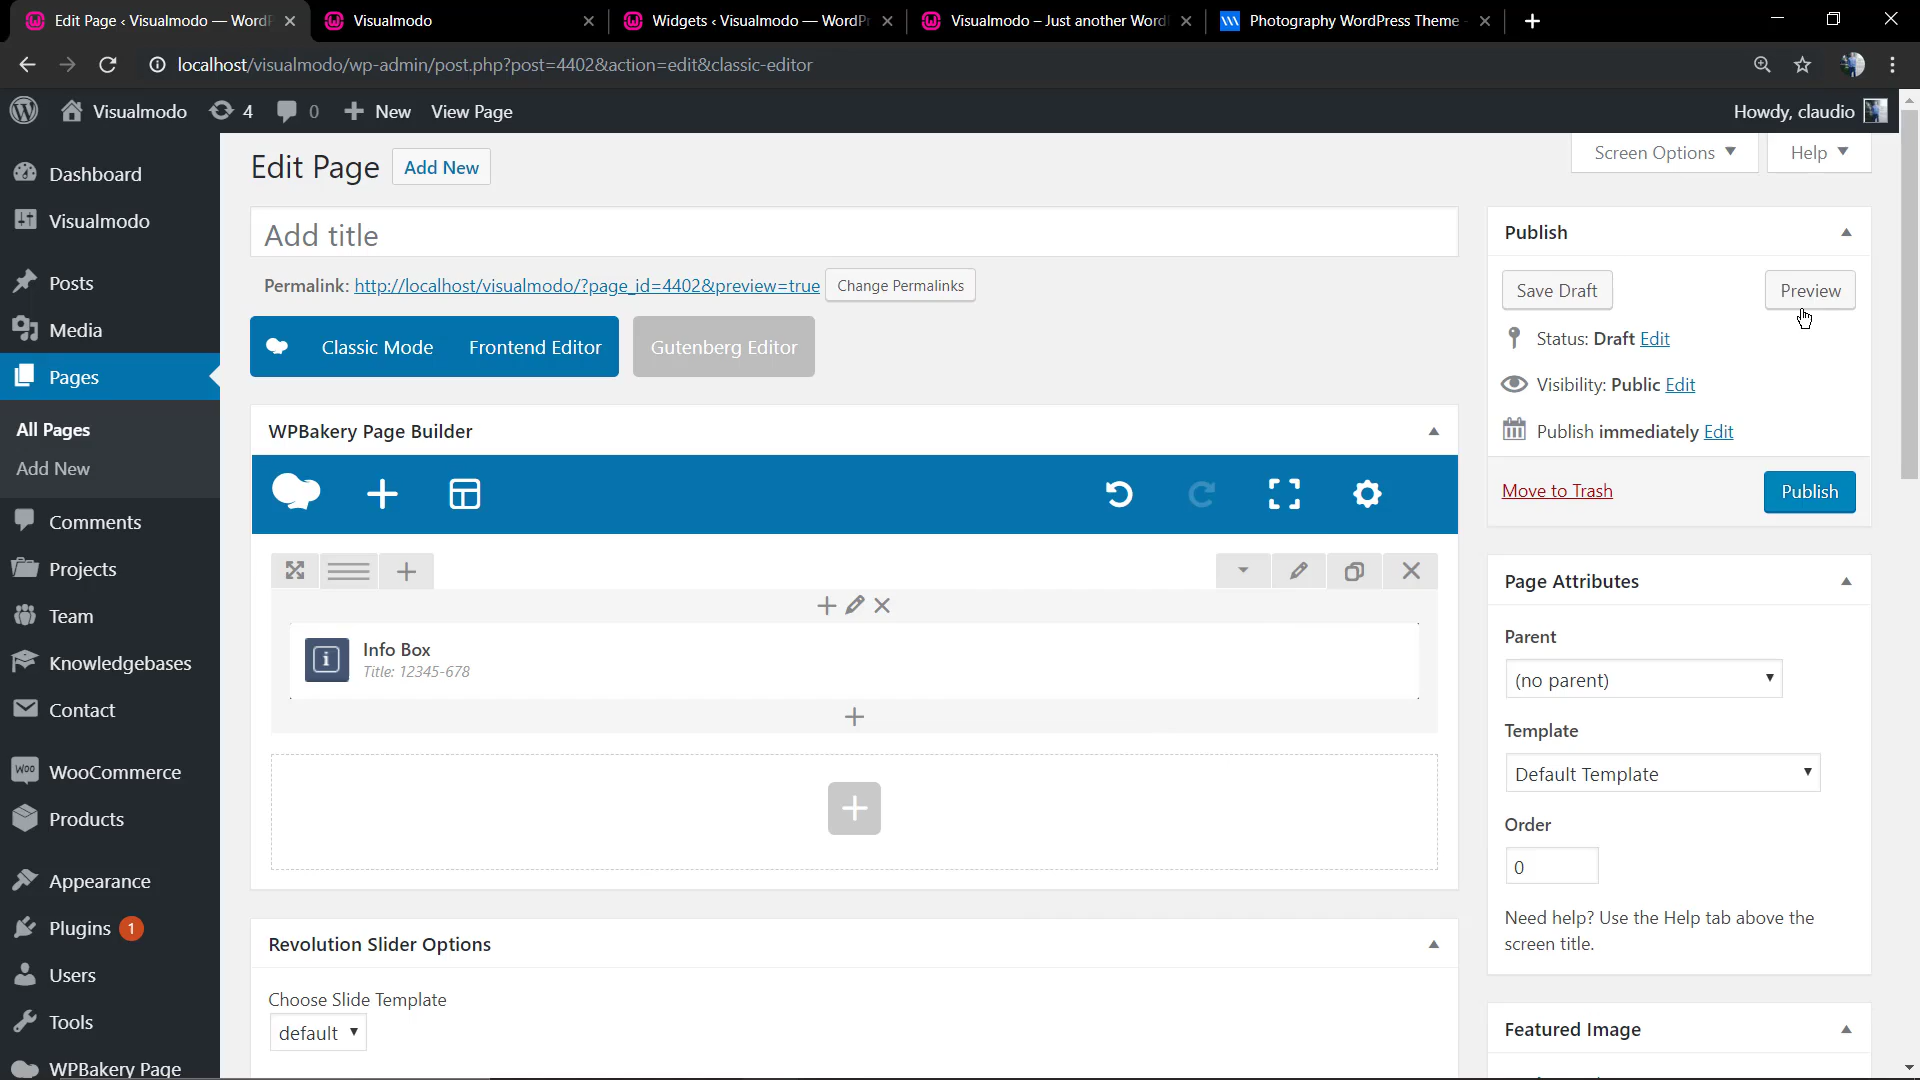 Edit Page ‹ Visualmodo — WordP
Visualmodo
Widgets ‹ Visualmodo — WordPr
Visualmodo – Just another Word
Photography WordPress Theme -
localhost/visualmodo/wp-admin/post.php?post=4402&action=edit&classic-editor
Visualmodo
4
0
New
View Page
Howdy, claudio
Dashboard
Visualmodo
Posts
Media
Pages
All Pages
Add New
Comments
Projects
Team
Knowledgebases
Contact
Woo
WooCommerce
Products
Appearance
Plugins 1
Users
Tools
WPBakery Page
Edit Page
Add New
Screen Options
Help
Add title
Permalink: http://localhost/visualmodo/?page_id=4402&preview=true
Change Permalinks
Classic Mode
Frontend Editor
Gutenberg Editor
WPBakery Page Builder
Info Box
Title: 12345-678
Revolution Slider Options
Choose Slide Template
default
Publish
Save Draft
Preview
Status: Draft Edit
Visibility: Public Edit
Publish immediately Edit
Move to Trash
Publish
Page Attributes
Parent
(no parent)
Template
Default Template
Order
0
Need help? Use the Help tab above the
screen title.
Featured Image